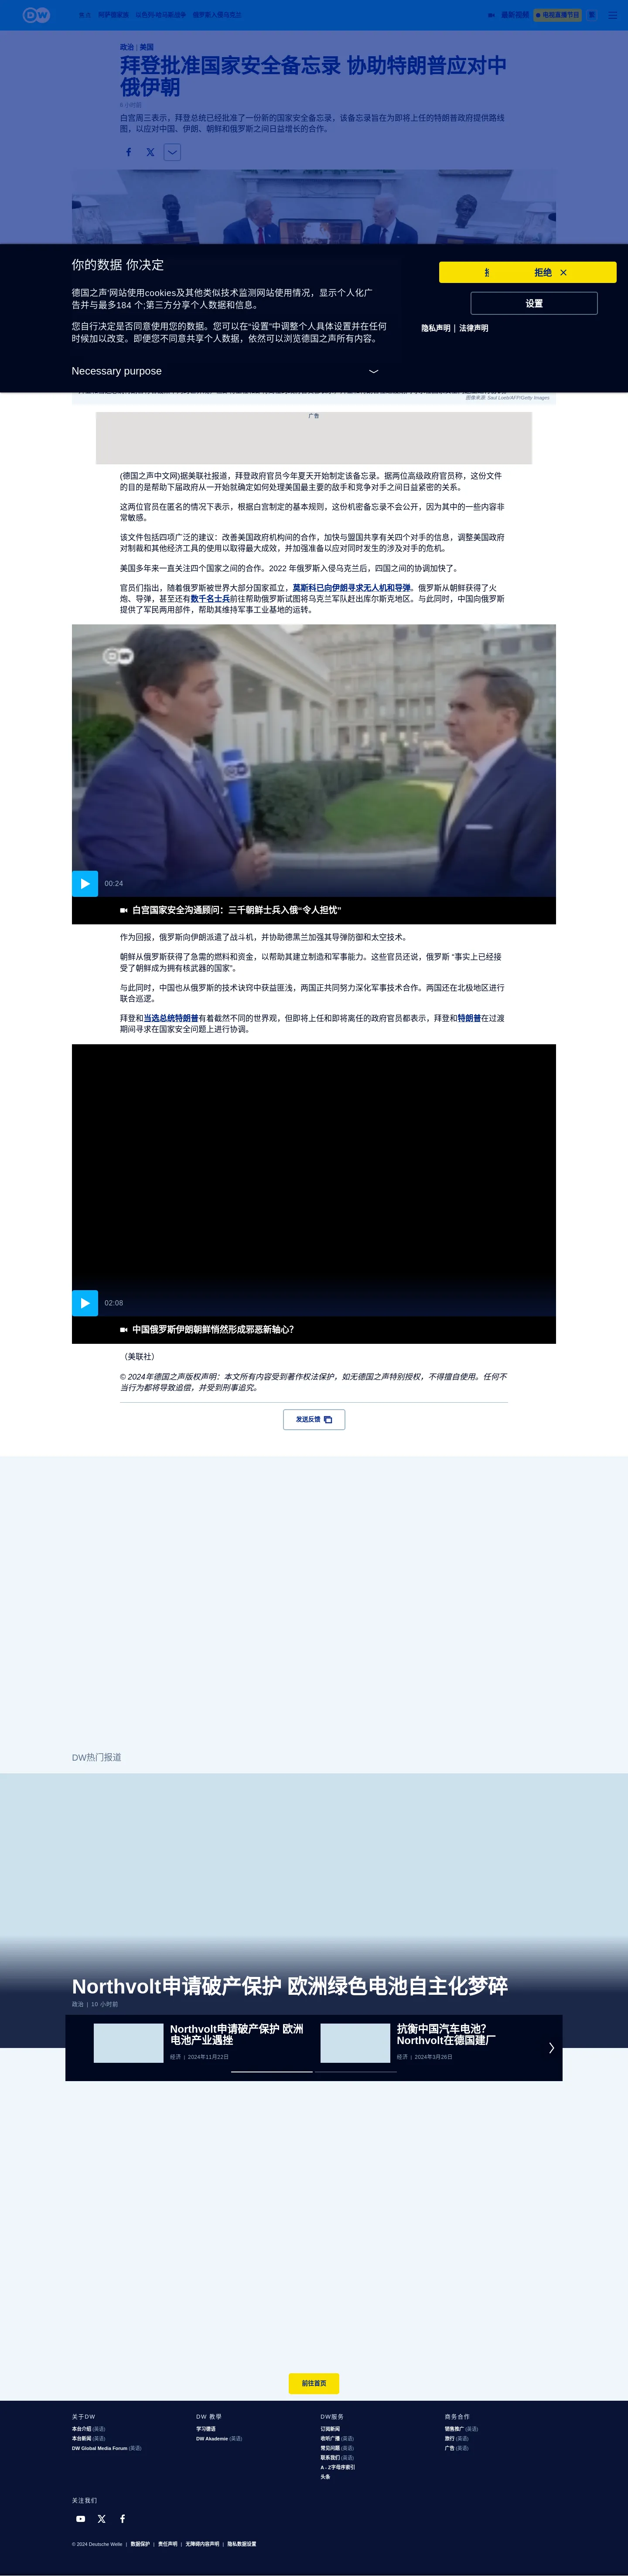 DW
焦点 阿萨德家族 以色列-哈马斯战争 俄罗斯入侵乌克兰
最新视频 电视直播节目 繁
政治 | 美国
拜登批准国家安全备忘录 协助特朗普应对中
俄伊朝
白宫周三表示，拜登总统已经批准了一份新的国家安全备忘录，该备忘录旨在为即将上任的特朗普政府提供路线
图，以应对中国、伊朗、朝鲜和俄罗斯之间日益增长的合作。
你的数据 你决定
德国之声'网站使用cookies及其他类似技术监测网站使用情况，显示个人化广
告并与最多184 个;第三方分享个人数据和信息。
您自行决定是否同意使用您的数据。您可以在“设置”中调整个人具体设置并在任何
时候加以改变。即便您不同意共享个人数据，依然可以浏览德国之声所有内容。
Necessary purpose
拒绝
设置
隐私声明 | 法律声明
图像来源: Saul Loeb/AFP/Getty Images
广告
(德国之声中文网)据美联社报道，拜登政府官员今年夏天开始制定该备忘录。据两位高级政府官员称，这份文件
的目的是帮助下届政府从一开始就确定如何处理美国最主要的敌手和竞争对手之间日益紧密的关系。
这两位官员在匿名的情况下表示，根据白宫制定的基本规则，这份机密备忘录不会公开，因为其中的一些内容非
常敏感。
该文件包括四项广泛的建议：改善美国政府机构间的合作，加快与盟国共享有关四个对手的信息，调整美国政府
对制裁和其他经济工具的使用以取得最大成效，并加强准备以应对同时发生的涉及对手的危机。
美国多年来一直关注四个国家之间的合作。2022 年俄罗斯入侵乌克兰后，四国之间的协调加快了。
官员们指出，随着俄罗斯被世界大部分国家孤立，莫斯科已向伊朗寻求无人机和导弹。俄罗斯从朝鲜获得了火
炮、导弹，甚至还有数千名士兵前往帮助俄罗斯试图将乌克兰军队赶出库尔斯克地区。与此同时，中国向俄罗斯
提供了军民两用部件，帮助其维持军事工业基地的运转。
DW
00:24
白宫国家安全沟通顾问：三千朝鲜士兵入俄“令人担忧”
作为回报，俄罗斯向伊朗派遣了战斗机，并协助德黑兰加强其导弹防御和太空技术。
朝鲜从俄罗斯获得了急需的燃料和资金，以帮助其建立制造和军事能力。这些官员还说，俄罗斯 “事实上已经接
受了朝鲜成为拥有核武器的国家”。
与此同时，中国也从俄罗斯的技术诀窍中获益匪浅，两国正共同努力深化军事技术合作。两国还在北极地区进行
联合巡逻。
拜登和当选总统特朗普有着截然不同的世界观，但即将上任和即将离任的政府官员都表示，拜登和特朗普在过渡
期间寻求在国家安全问题上进行协调。
02:08
中国俄罗斯伊朗朝鲜悄然形成邪恶新轴心？
（美联社）
© 2024年德国之声版权声明：本文所有内容受到著作权法保护，如无德国之声特别授权，不得擅自使用。任何不
当行为都将导致追偿，并受到刑事追究。
发送反馈
DW热门报道
Northvolt申请破产保护 欧洲绿色电池自主化梦碎
政治 | 10 小时前
Northvolt申请破产保护 欧洲
电池产业遇挫
经济 | 2024年11月22日
抗衡中国汽车电池？
Northvolt在德国建厂
经济 | 2024年3月26日
前往首页
关于DW
本台介绍 (英语)
本台新闻 (英语)
DW Global Media Forum (英语)
DW 教學
学习德语
DW Akademie (英语)
DW服务
订阅新闻
收听广播 (英语)
常见问题 (英语)
联系我们 (英语)
A - Z字母序索引
头条
商务合作
销售推广 (英语)
旅行 (英语)
广告 (英语)
关注我们
© 2024 Deutsche Welle | 数据保护 | 责任声明 | 无障碍内容声明 | 隐私数据设置